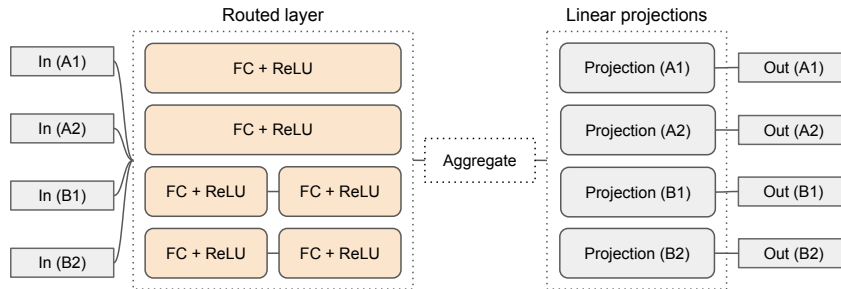 Routed layer
Linear projections
In (A1)
In (A2)
In (B1)
In (B2)
FC + ReLU
FC + ReLU
FC + ReLU FC + ReLU
FC + ReLU FC + ReLU
Aggregate
Projection (A1) Out (A1)
Projection (A2) Out (A2)
Projection (B1) Out (B1)
Projection (B2) Out (B2)